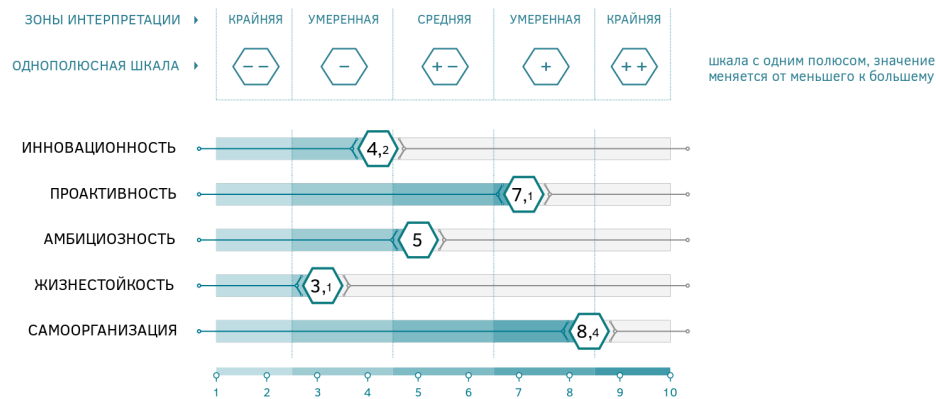 ЗОНЫ ИНТЕРПРЕТАЦИИ КРАЙНЯЯ УМЕРЕННАЯ СРЕДНЯЯ УМЕРЕННАЯ КРАЙНЯЯ
ОДНОПОЛЮСНАЯ ШКАЛА – – – + – + + +
шкала с одним полюсом, значение
меняется от меньшего к большему
ИННОВАЦИОННОСТЬ 4,2
ПРОАКТИВНОСТЬ 7,1
АМБИЦИОЗНОСТЬ 5
ЖИЗНЕСТОЙКОСТЬ 3,1
САМООРГАНИЗАЦИЯ 8,4
1 2 3 4 5 6 7 8 9 10